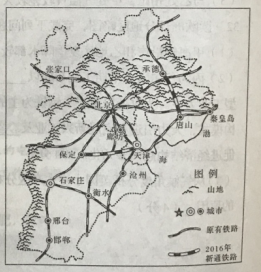 张家口
承德
北京
秦皇岛
唐山
渤
廊坊
天津
保定
海
石家庄
沧州
衡水
邢台
邯郸
图例
山地
城市
原有铁路
2016年
新通铁路